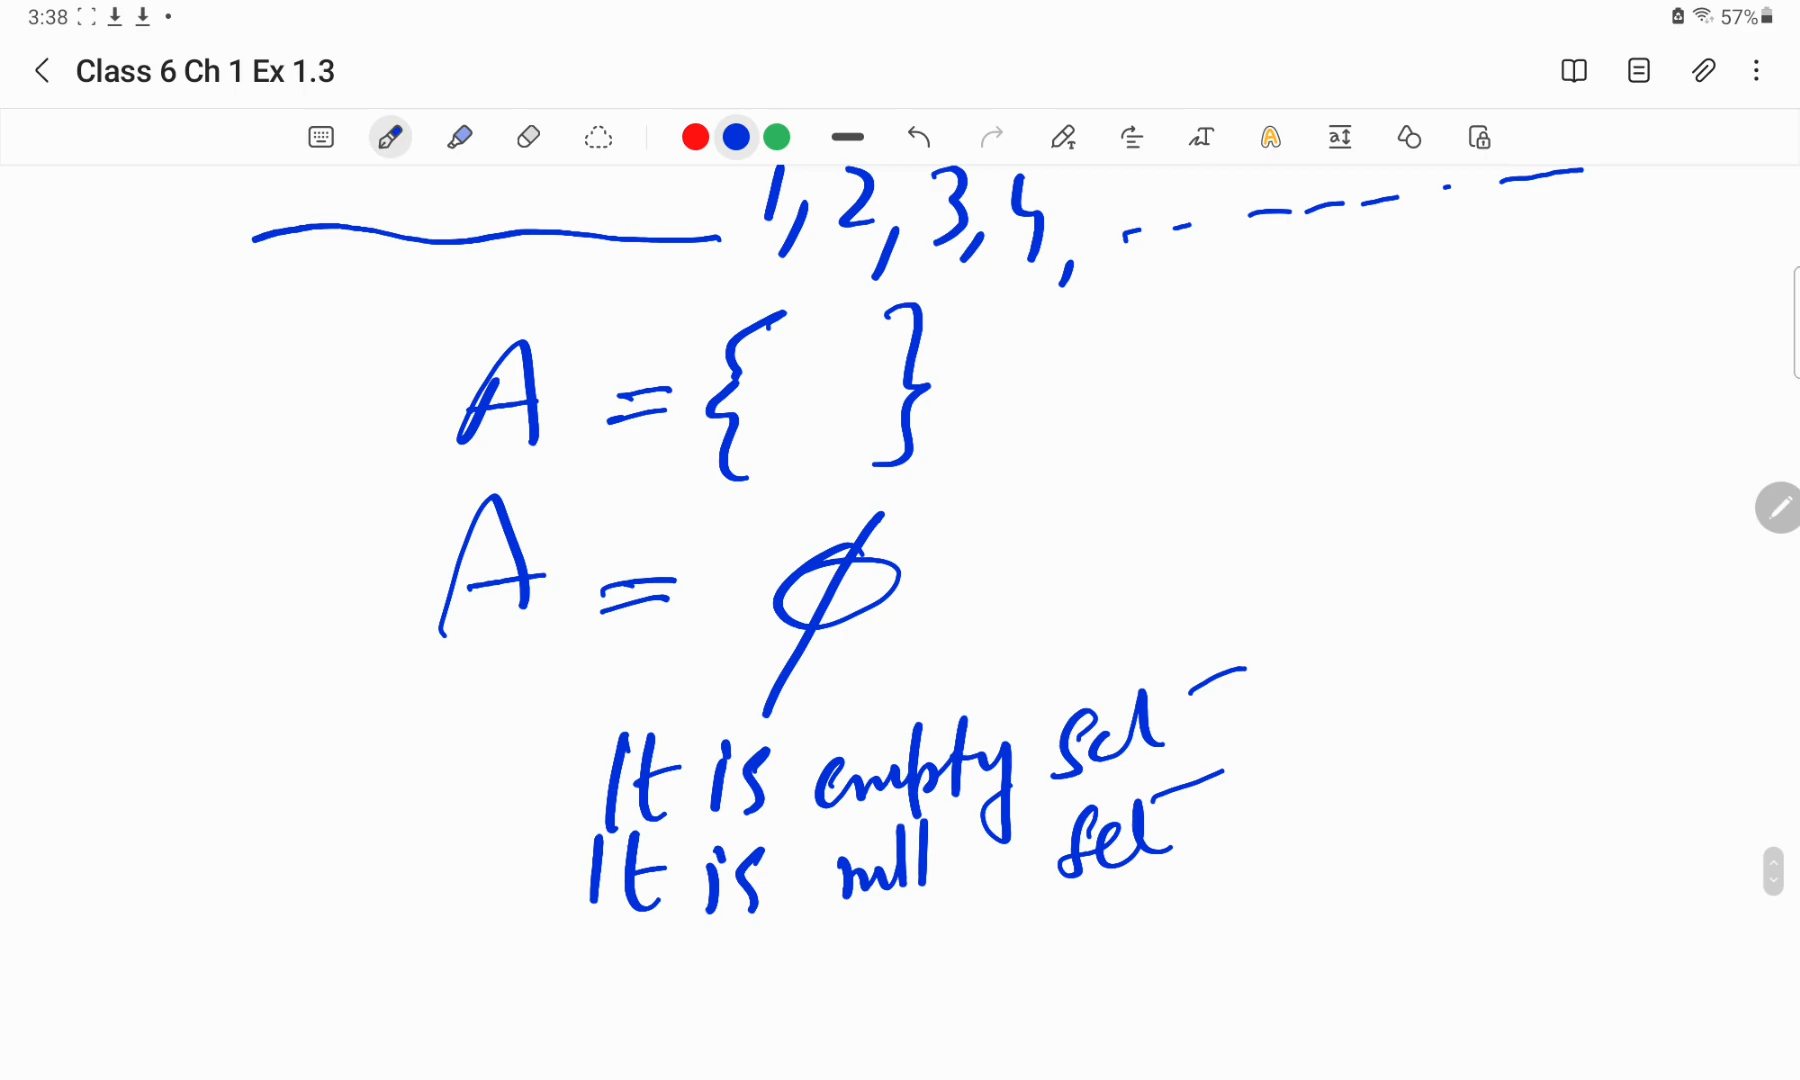 3:38 57%
Class 6 Ch 1 Ex 1.3
1, 2, 3, 4, -- --- . —
A = { }
A = ϕ
It is empty set
It is null set